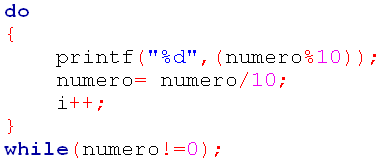 do
{
printf("%d",(numero%10));
numero= numero/10;
i++;
}
while(numero!=0);